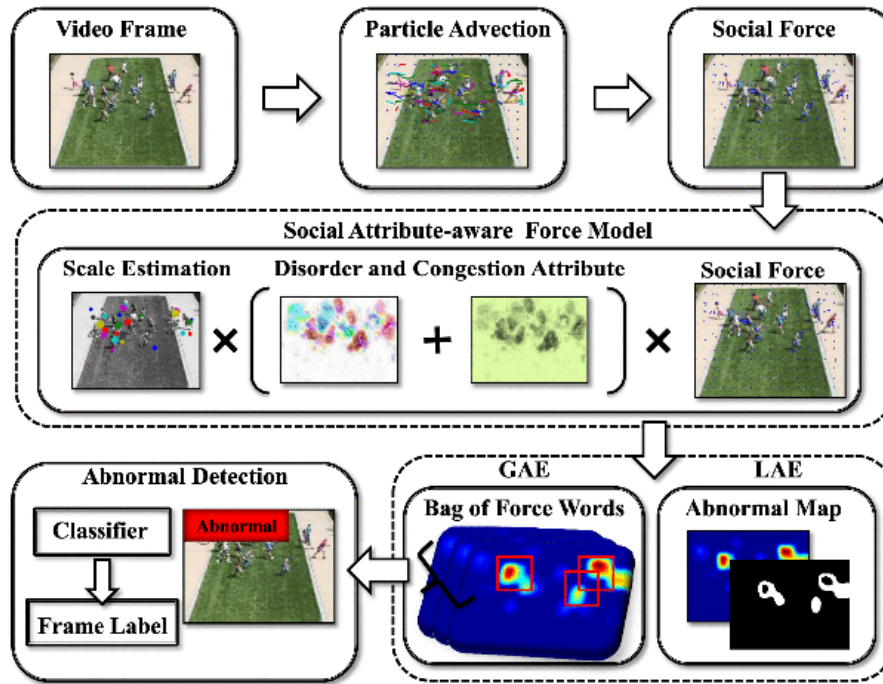 Video Frame
Particle Advection
Social Force
Social Attribute-aware Force Model
Scale Estimation
Disorder and Congestion Attribute
Social Force
×
+
×
GAE
LAE
Abnormal Detection
Bag of Force Words
Abnormal Map
Classifier
Abnormal
Frame Label